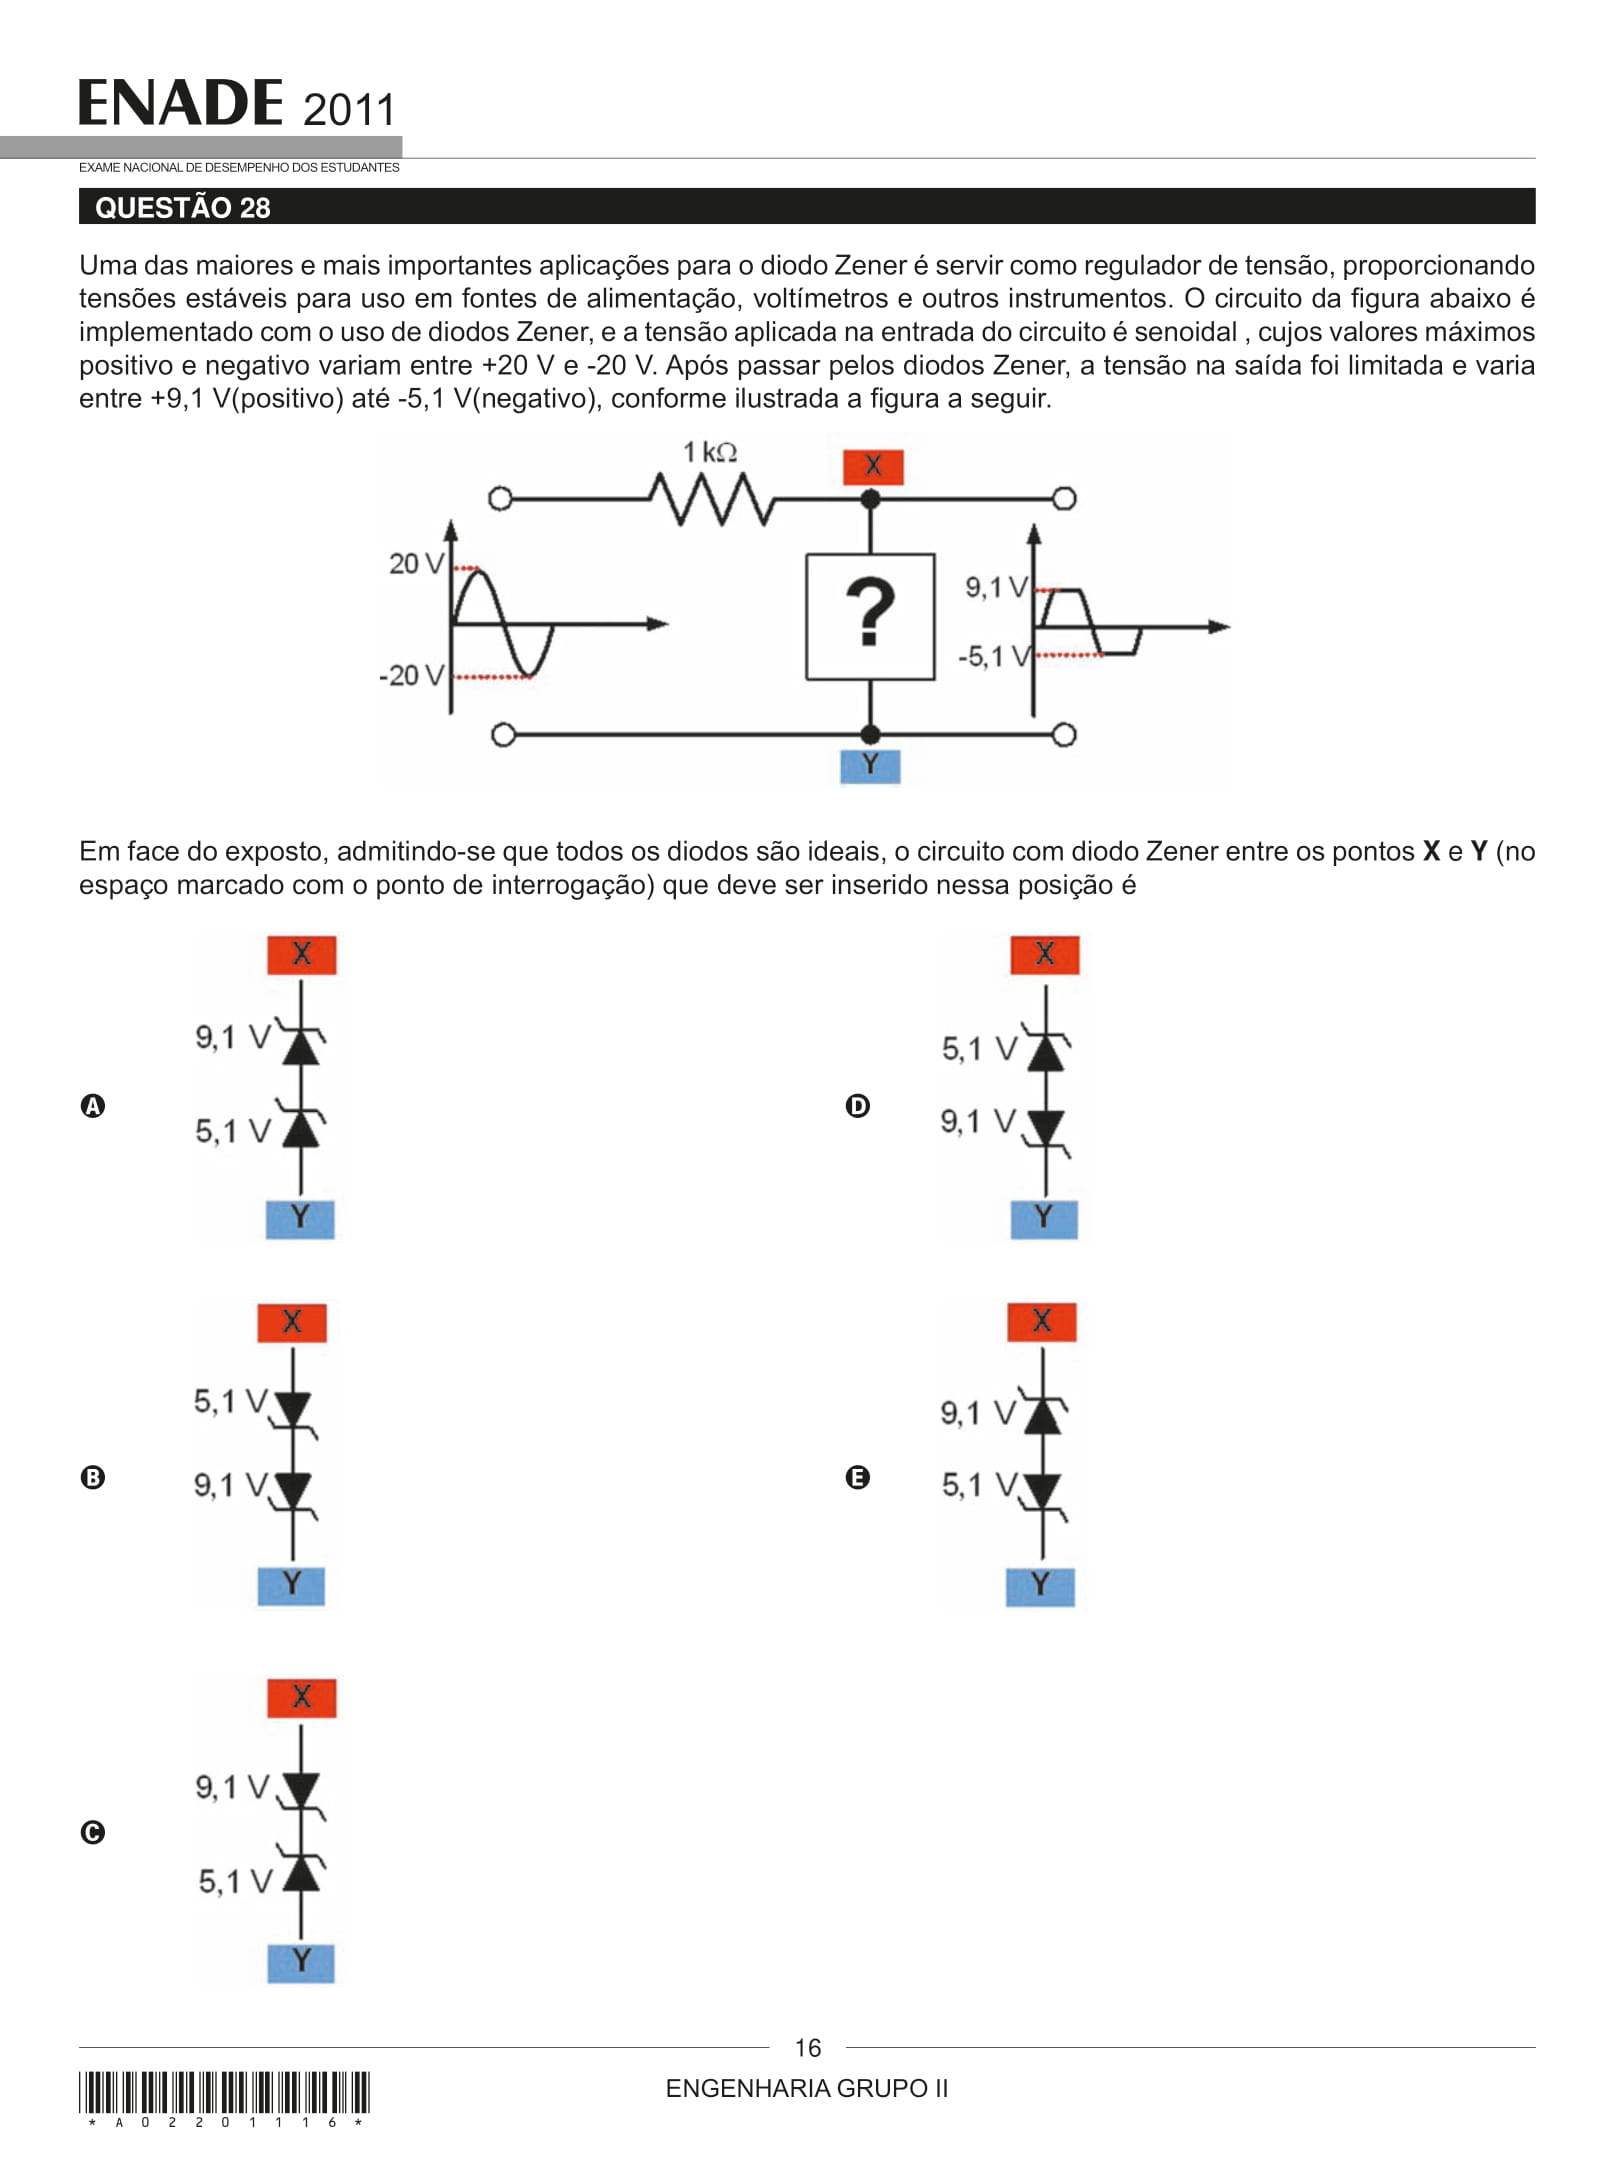 ENADE 2011
EXAME NACIONAL DE DESEMPENHO DOS ESTUDANTES
QUESTÃO 28
Uma das maiores e mais importantes aplicações para o diodo Zener é servir como regulador de tensão, proporcionando
tensões estáveis para uso em fontes de alimentação, voltímetros e outros instrumentos. O circuito da figura abaixo é
implementado com o uso de diodos Zener, e a tensão aplicada na entrada do circuito é senoidal , cujos valores máximos
positivo e negativo variam entre +20 V e -20 V. Após passar pelos diodos Zener, a tensão na saída foi limitada e varia
entre +9,1 V(positivo) até -5,1 V(negativo), conforme ilustrada a figura a seguir.
1 kΩ
X
20 V
-20 V
?
9,1 V
-5,1 V
Y
Em face do exposto, admitindo-se que todos os diodos são ideais, o circuito com diodo Zener entre os pontos X e Y (no
espaço marcado com o ponto de interrogação) que deve ser inserido nessa posição é
A
X
9,1 V
5,1 V
Y
B
X
5,1 V
9,1 V
Y
C
X
9,1 V
5,1 V
Y
D
X
5,1 V
9,1 V
Y
E
X
9,1 V
5,1 V
Y
16
ENGENHARIA GRUPO II
* A 0 2 2 0 1 1 1 6 *